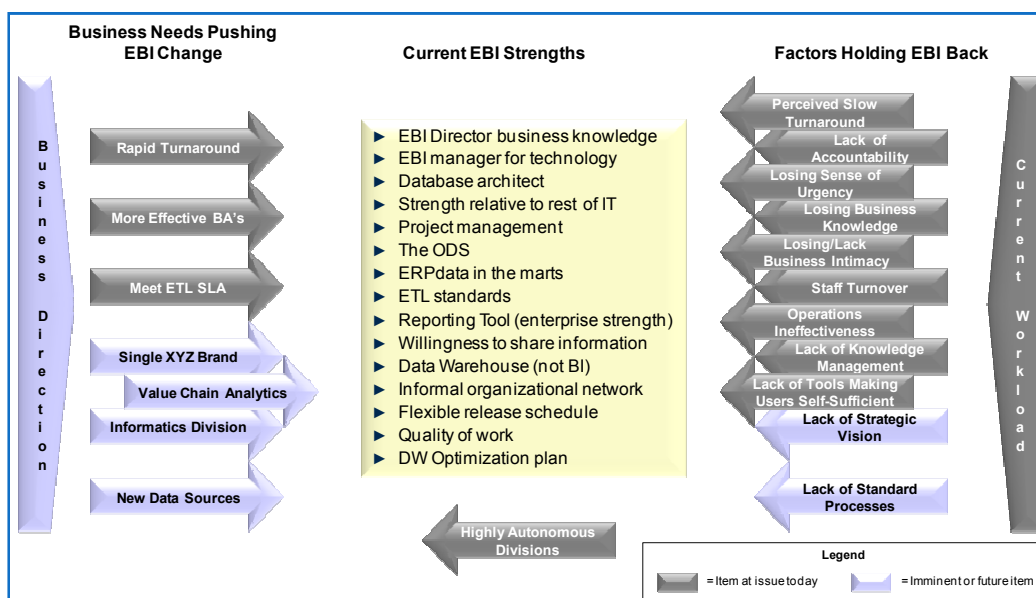 Business Needs Pushing
EBI Change
Current EBI Strengths
Factors Holding EBI Back
Business Direction
Rapid Turnaround
More Effective BA's
Meet ETL SLA
Single XYZ Brand
Value Chain Analytics
Informatics Division
New Data Sources
► EBI Director business knowledge
► EBI manager for technology
► Database architect
► Strength relative to rest of IT
► Project management
► The ODS
► ERPdata in the marts
► ETL standards
► Reporting Tool (enterprise strength)
► Willingness to share information
► Data Warehouse (not BI)
► Informal organizational network
► Flexible release schedule
► Quality of work
► DW Optimization plan
Highly Autonomous
Divisions
Perceived Slow
Turnaround
Lack of
Accountability
Losing Sense of
Urgency
Losing Business
Knowledge
Losing/Lack
Business Intimacy
Staff Turnover
Operations
Ineffectiveness
Lack of Knowledge
Management
Lack of Tools Making
Users Self-Sufficient
Lack of Strategic
Vision
Lack of Standard
Processes
Current Workload
Legend
= Item at issue today
= Imminent or future item